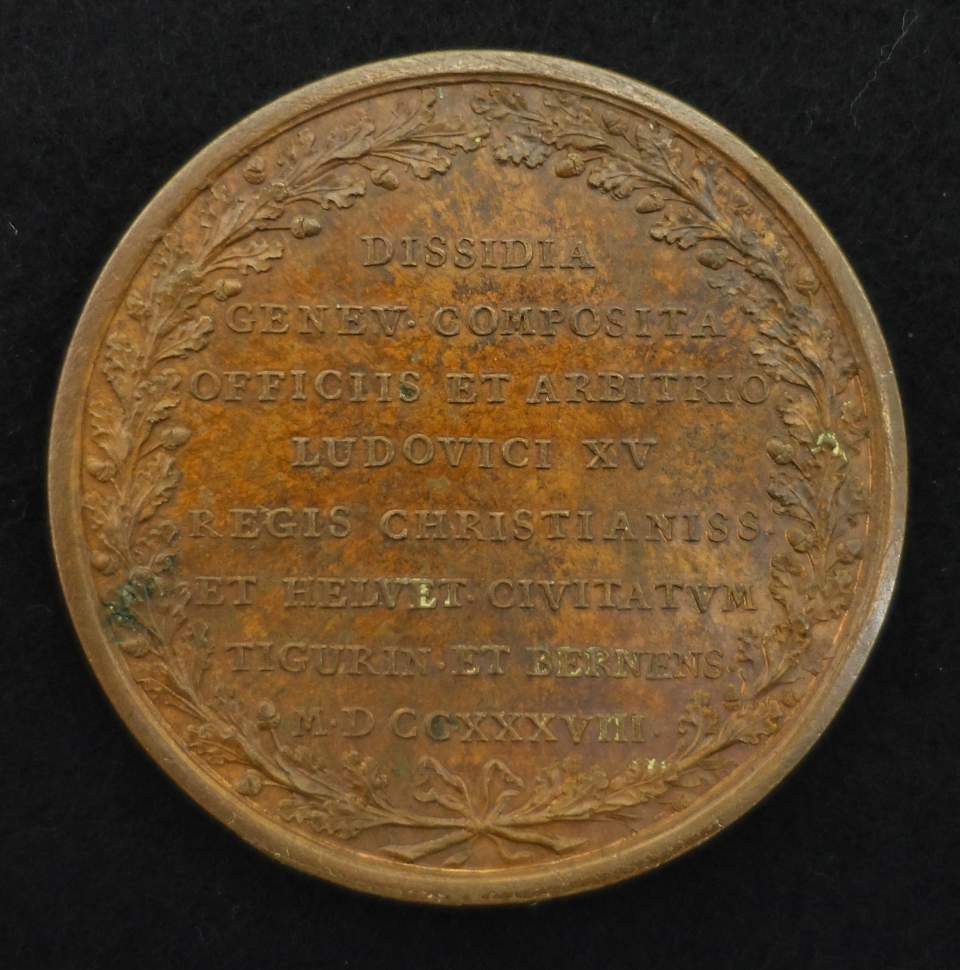 DISSIDIA
GENEV· COMPOSITA
OFFICIIS ET ARBITRIO
LUDOVICI XV
REGIS CHRISTIANISS·
ET HELVET· CIVITATVM
TIGURIN·ET BERNENS·
M·D CCXXXVIII·